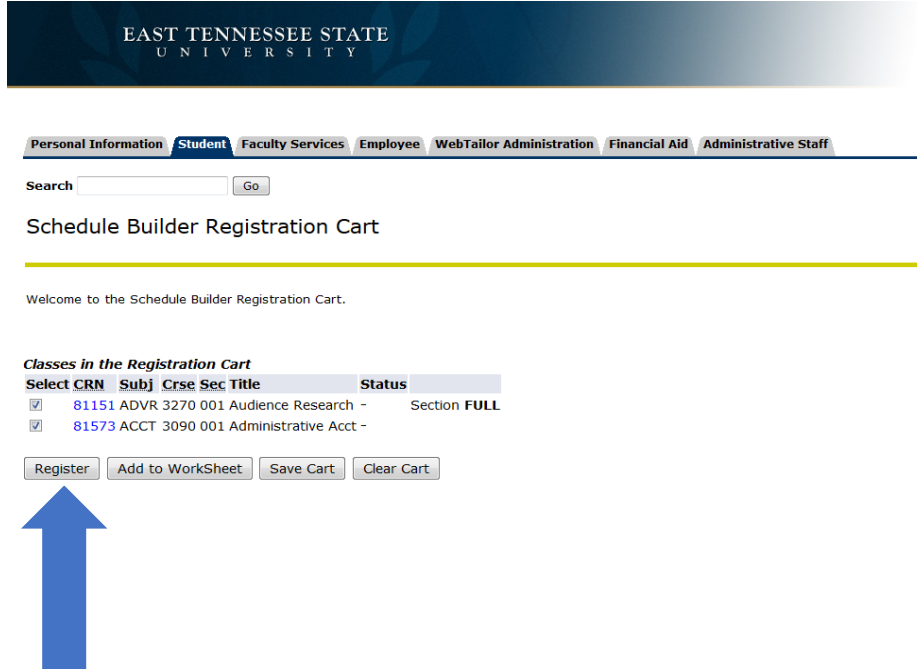 EAST TENNESSEE STATE
UNIVERSITY
Personal Information Student Faculty Services Employee WebTailor Administration Financial Aid Administrative Staff
Search Go
Schedule Builder Registration Cart
Welcome to the Schedule Builder Registration Cart.
Classes in the Registration Cart
Select CRN Subj Crse Sec Title Status
81151 ADVR 3270 001 Audience Research - Section FULL
81573 ACCT 3090 001 Administrative Acct -
Register Add to WorkSheet Save Cart Clear Cart